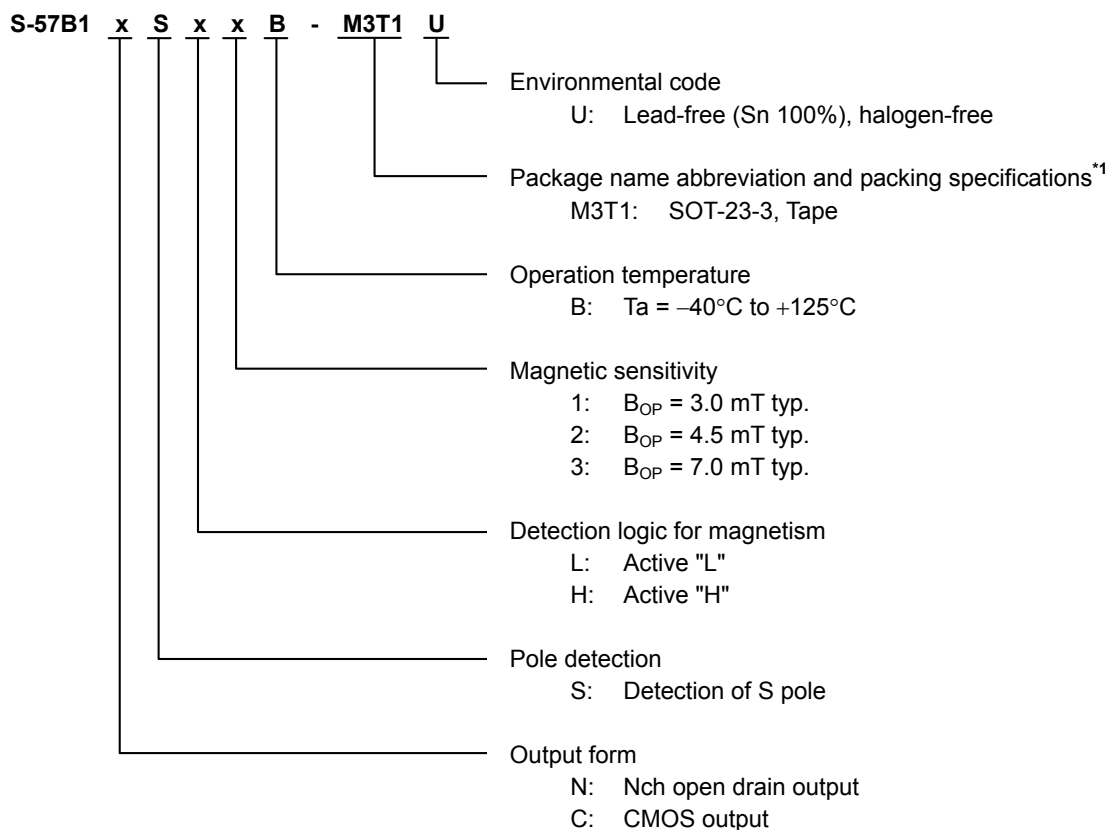 S-57B1 x S x x B - M3T1 U
Environmental code
U: Lead-free (Sn 100%), halogen-free
Package name abbreviation and packing specifications*1
M3T1: SOT-23-3, Tape
Operation temperature
B: Ta = −40°C to +125°C
Magnetic sensitivity
1: BOP = 3.0 mT typ.
2: BOP = 4.5 mT typ.
3: BOP = 7.0 mT typ.
Detection logic for magnetism
L: Active "L"
H: Active "H"
Pole detection
S: Detection of S pole
Output form
N: Nch open drain output
C: CMOS output